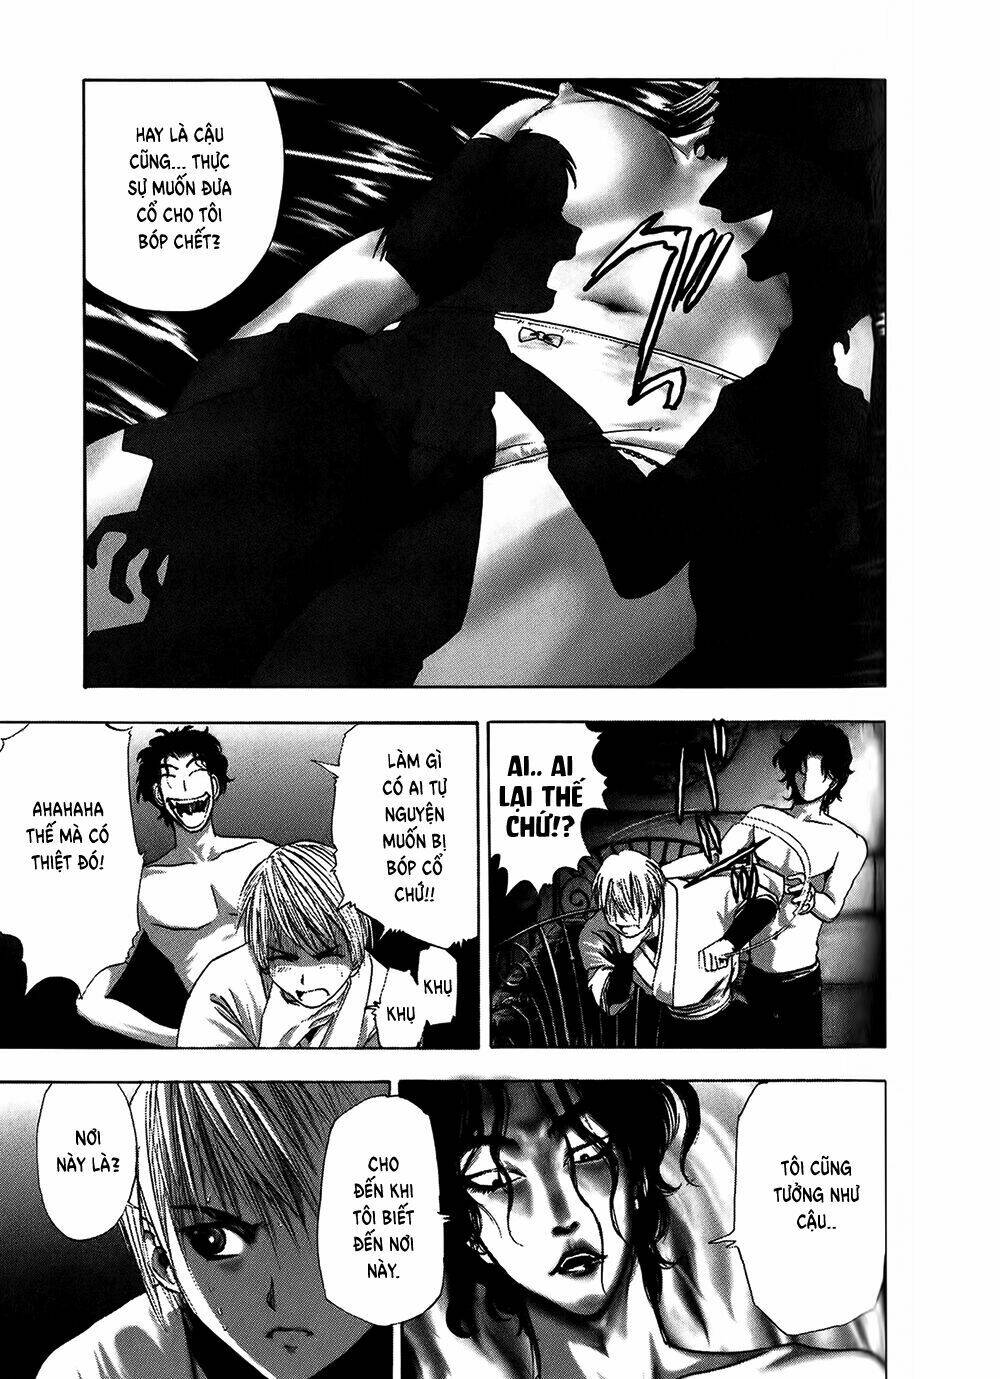 HAY LÀ CẬU
CŨNG... THỰC
SỰ MUỐN ĐƯA
CỔ CHO TÔI
BÓP CHẾT?
AI.. AI
LẠI THẾ
CHỨ!?
LÀM GÌ
CÓ AI TỰ
NGUYỆN
MUỐN BỊ
BÓP CỔ
CHỨ!!
KHỤ
KHỤ
AHAHAHA
THẾ MÀ CÓ
THIỆT ĐÓ!
TÔI CŨNG
TƯỞNG NHƯ
CẬU..
CHO
ĐẾN KHI
TÔI BIẾT
ĐẾN NƠI
NÀY.
NƠI
NÀY LÀ?